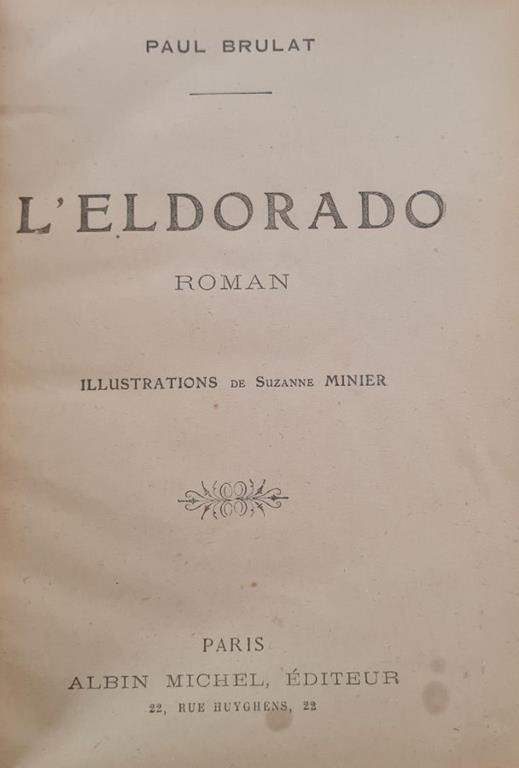 PAUL BRULAT
L'ELDORADO
ROMAN
ILLUSTRATIONS DE SUZANNE MINIER
PARIS
ALBIN MICHEL, ÉDITEUR
22, RUE HUYGHENS, 22